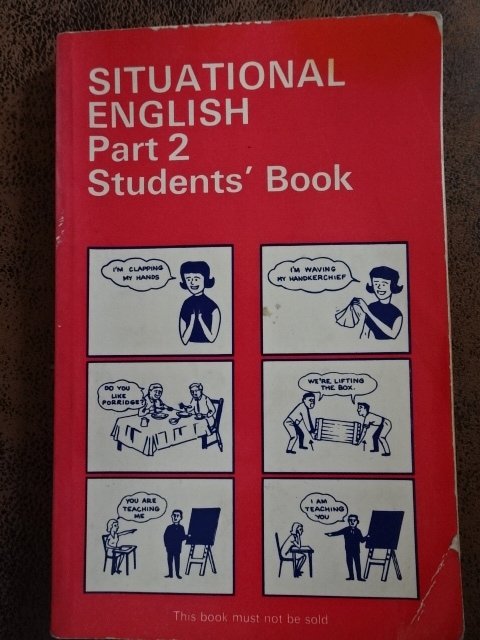 SITUATIONAL
ENGLISH
Part 2
Students' Book
I'M CLAPPING
MY HANDS
I'M WAVING
MY HANDKERCHIEF
DO YOU
LIKE
PORRIDGE?
WE'RE LIFTING
THE BOX.
YOU ARE
TEACHING
ME
I AM
TEACHING
YOU
This book must not be sold